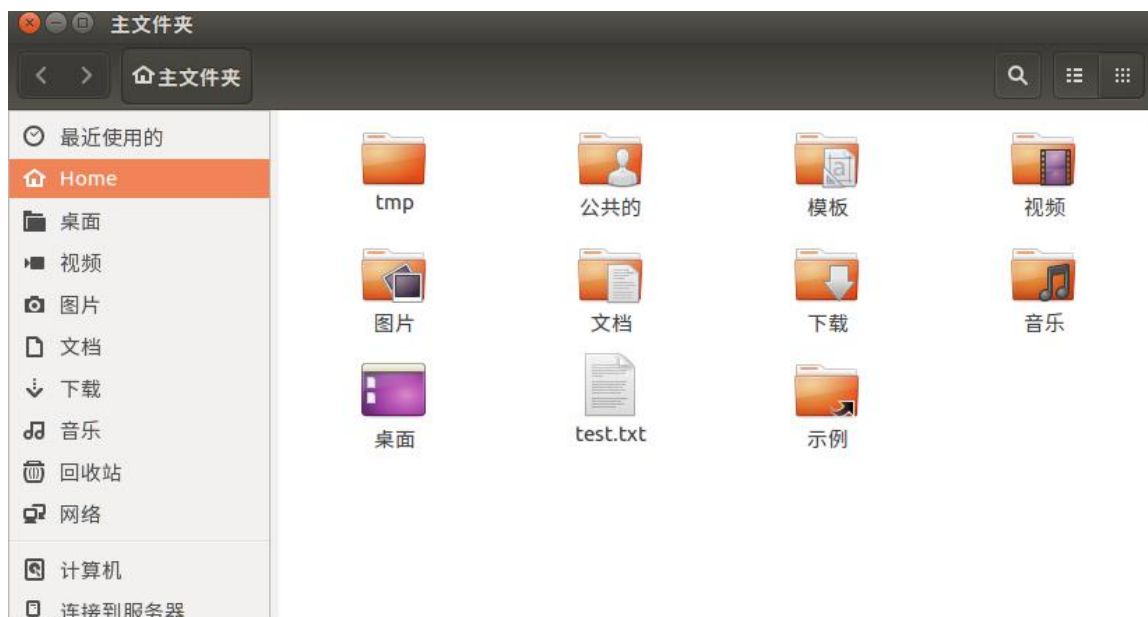 主文件夹
主文件夹
最近使用的
Home
桌面
视频
图片
文档
下载
音乐
回收站
网络
计算机
连接到服务器
tmp
公共的
模板
视频
图片
文档
下载
音乐
桌面
test.txt
示例